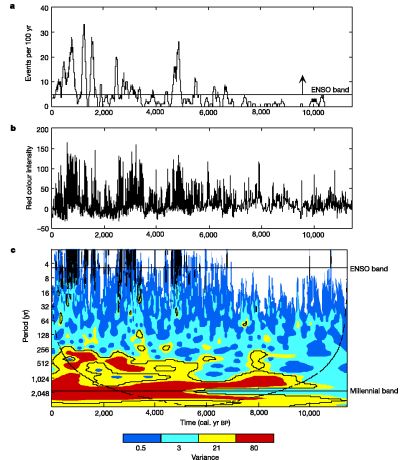 a
40
30
20
10
0
Events per 100 yr
ENSO band
0 2,000 4,000 6,000 8,000 10,000
b
200
150
100
50
0
−50
Red colour intensity
0 2,000 4,000 6,000 8,000 10,000
c
4
8
16
32
64
128
256
512
1,024
2,048
Period (yr)
ENSO band
Millennial band
0 2,000 4,000 6,000 8,000 10,000
Time (cal. yr BP)
0.5 3 21 80
Variance